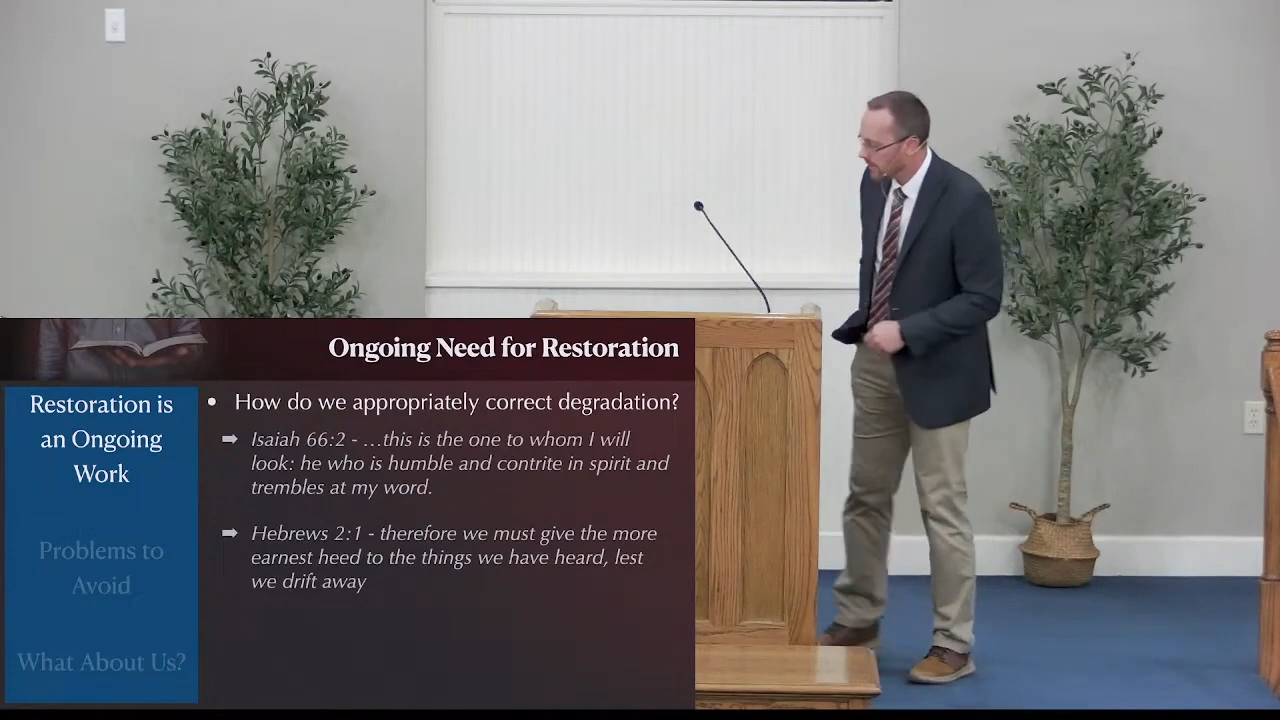 Ongoing Need for Restoration
Restoration is
an Ongoing
Work
Problems to
Avoid
What About Us?
• How do we appropriately correct degradation?
➡ Isaiah 66:2 - …this is the one to whom I will
look: he who is humble and contrite in spirit and
trembles at my word.
➡ Hebrews 2:1 - therefore we must give the more
earnest heed to the things we have heard, lest
we drift away